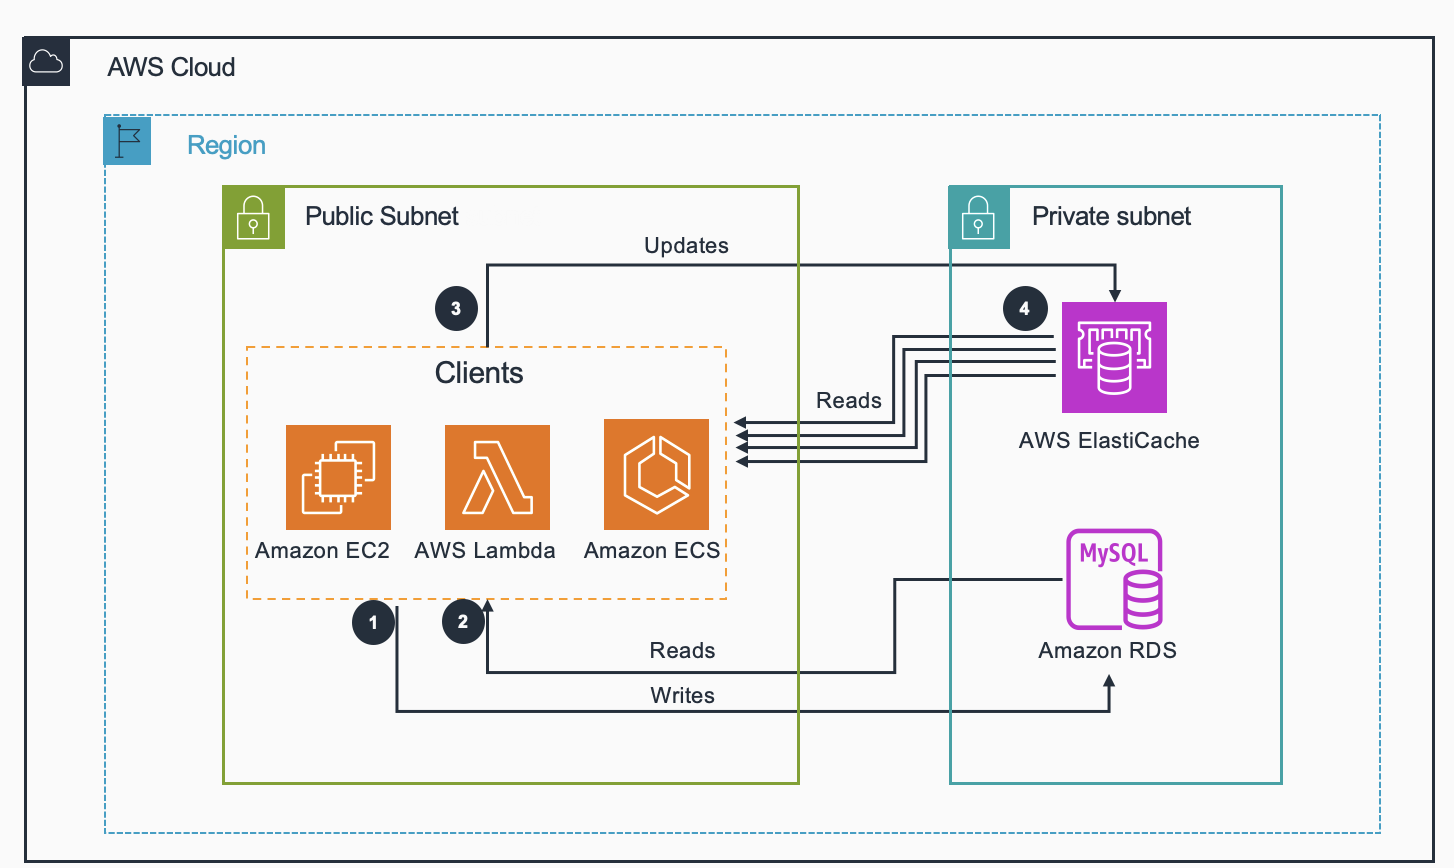 AWS Cloud
Region
Public Subnet
Private subnet
Updates
3
4
Clients
Reads
AWS ElastiCache
Amazon EC2
AWS Lambda
Amazon ECS
MySQL
1
2
Reads
Amazon RDS
Writes